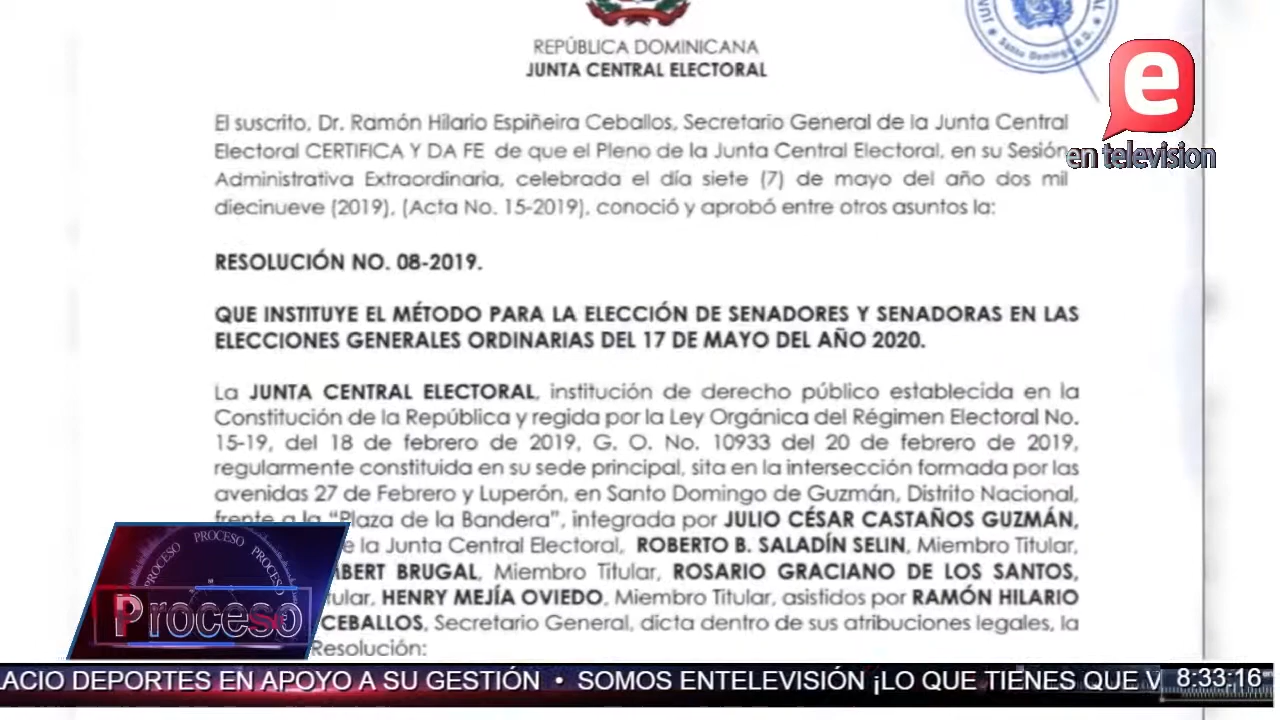 REPÚBLICA DOMINICANA
JUNTA CENTRAL ELECTORAL
Santo Domingo, R.D.
e
en television
El suscrito, Dr. Ramón Hilario Espiñeira Ceballos, Secretario General de la Junta Central
Electoral CERTIFICA Y DA FE de que el Pleno de la Junta Central Electoral, en su Sesión
Administrativa Extraordinaria, celebrada el día siete (7) de mayo del año dos mil
diecinueve (2019), (Acta No. 15-2019), conoció y aprobó entre otros asuntos la:
RESOLUCIÓN NO. 08-2019.
QUE INSTITUYE EL MÉTODO PARA LA ELECCIÓN DE SENADORES Y SENADORAS EN LAS
ELECCIONES GENERALES ORDINARIAS DEL 17 DE MAYO DEL AÑO 2020.
La JUNTA CENTRAL ELECTORAL, institución de derecho público establecida en la
Constitución de la República y regida por la Ley Orgánica del Régimen Electoral No.
15-19, del 18 de febrero de 2019, G. O. No. 10933 del 20 de febrero de 2019,
regularmente constituida en su sede principal, sita en la intersección formada por las
avenidas 27 de Febrero y Luperón, en Santo Domingo de Guzmán, Distrito Nacional,
frente a la "Plaza de la Bandera", integrada por JULIO CÉSAR CASTAÑOS GUZMÁN,
e la Junta Central Electoral, ROBERTO B. SALADÍN SELIN, Miembro Titular,
BERT BRUGAL, Miembro Titular, ROSARIO GRACIANO DE LOS SANTOS,
ular, HENRY MEJÍA OVIEDO, Miembro Titular, asistidos por RAMÓN HILARIO
CEBALLOS, Secretario General, dicta dentro de sus atribuciones legales, la
Resolución:
PROCESO PROCESO PROCESO
Proceso
LACIO DEPORTES EN APOYO A SU GESTIÓN • SOMOS ENTELEVISIÓN ¡LO QUE TIENES QUE V
8:33:16